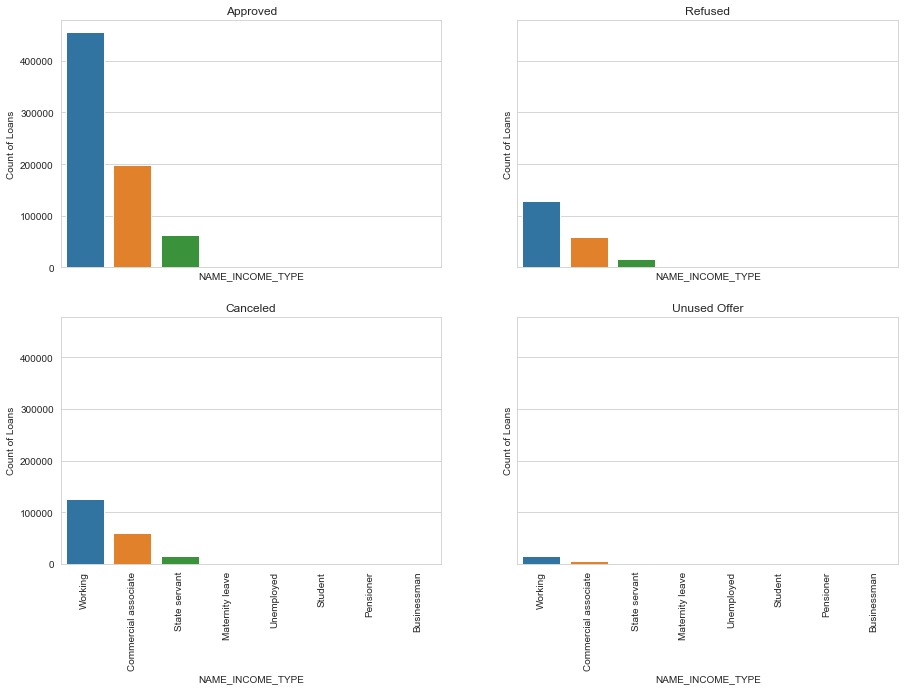 Approved
Count of Loans
400000
300000
200000
100000
0
NAME_INCOME_TYPE
Refused
Count of Loans
NAME_INCOME_TYPE
Canceled
Count of Loans
400000
300000
200000
100000
0
Working
Commercial associate
State servant
Maternity leave
Unemployed
Student
Pensioner
Businessman
NAME_INCOME_TYPE
Unused Offer
Count of Loans
Working
Commercial associate
State servant
Maternity leave
Unemployed
Student
Pensioner
Businessman
NAME_INCOME_TYPE